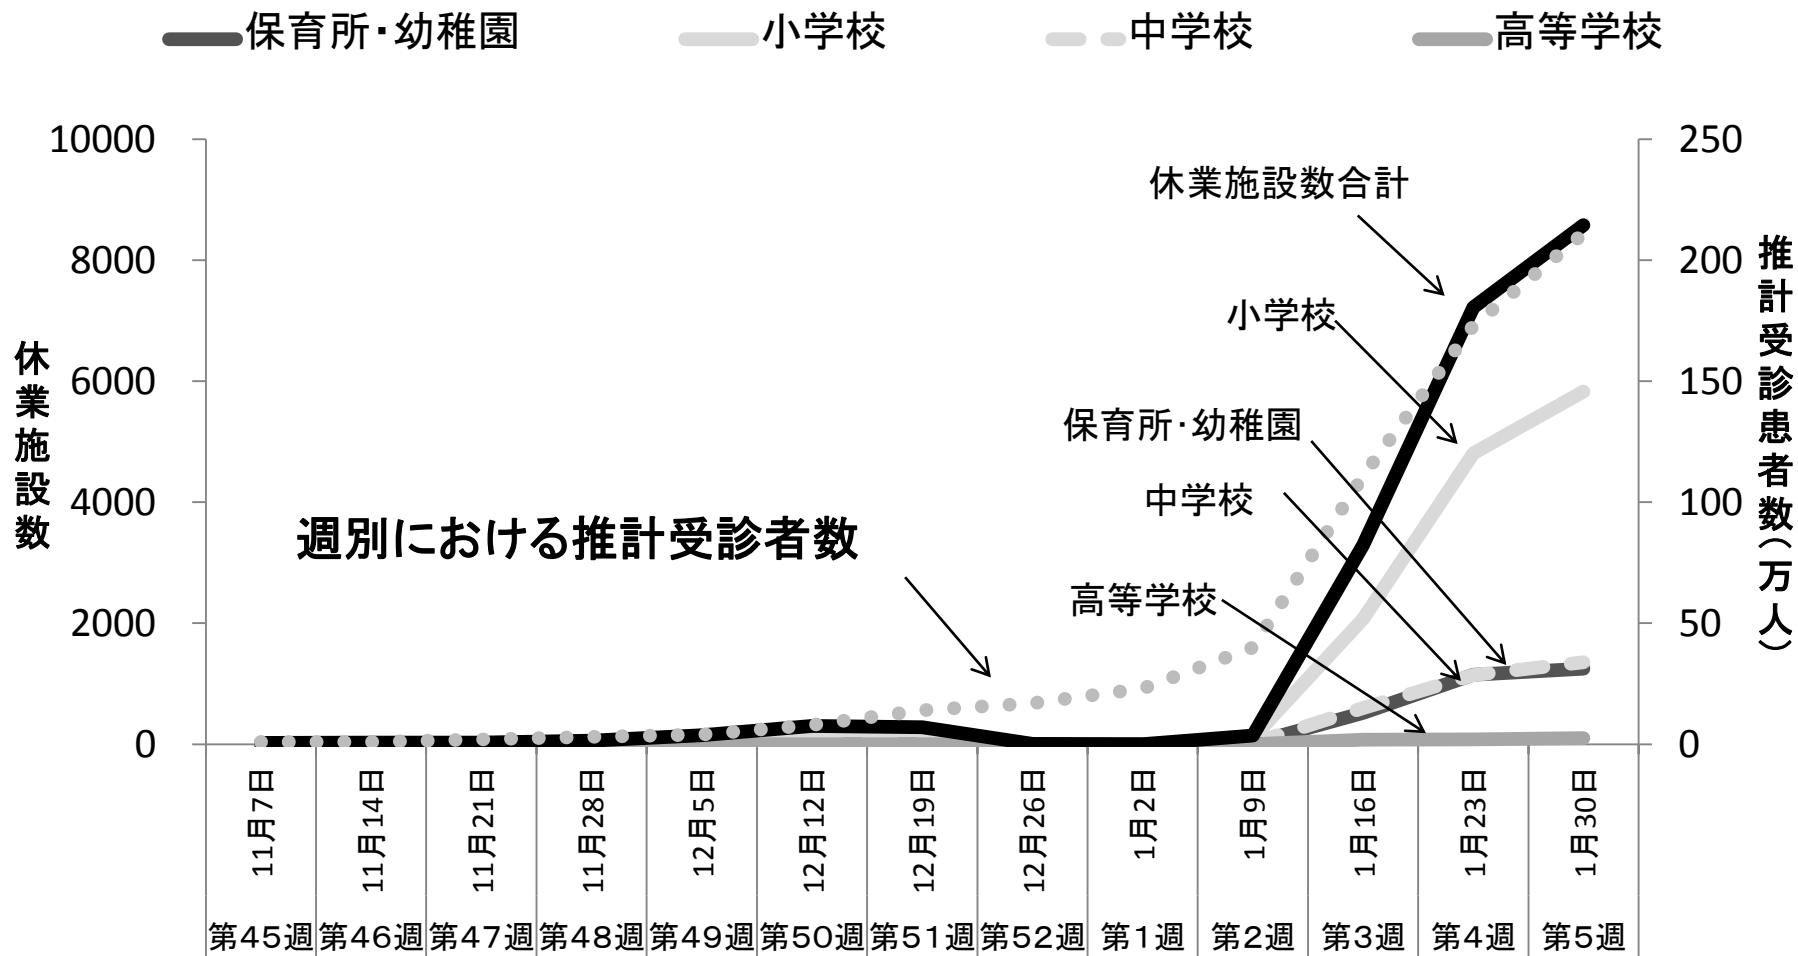 保育所・幼稚園
小学校
中学校
高等学校
10000
8000
6000
4000
2000
0
250
200
150
100
50
0
休業施設数
推計受診患者数(万人)
休業施設数合計
小学校
保育所・幼稚園
中学校
高等学校
週別における推計受診者数
11月7日
11月14日
11月21日
11月28日
12月5日
12月12日
12月19日
12月26日
1月2日
1月9日
1月16日
1月23日
1月30日
第45週
第46週
第47週
第48週
第49週
第50週
第51週
第52週
第1週
第2週
第3週
第4週
第5週